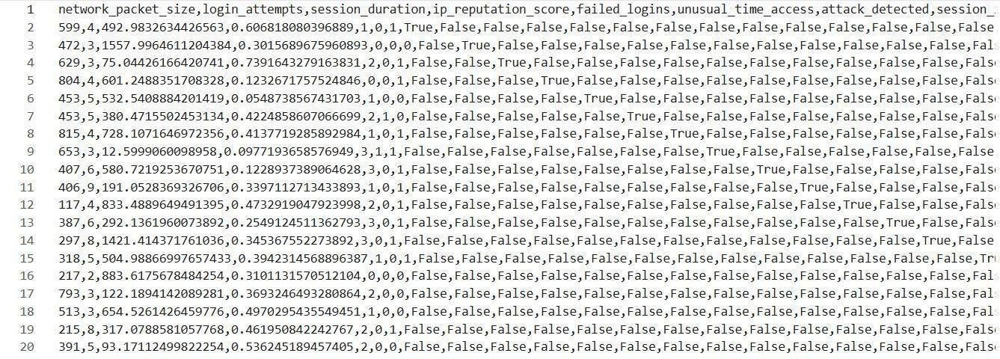 1 network_packet_size,login_attempts,session_duration,ip_reputation_score,failed_logins,unusual_time_access,attack_detected,session_
2 599,4,492.9832634426563,0.606818080396889,1,0,1,True,False,False,False,False,False,False,False,False,False,False,False,False,False
3 472,3,1557.9964611204384,0.3015689675960893,0,0,0,False,True,False,False,False,False,False,False,False,False,False,False,False,Fals
4 629,3,75.04426166420741,0.7391643279163831,2,0,1,False,False,True,False,False,False,False,False,False,False,False,False,False,Fals
5 804,4,601.2488351708328,0.1232671757524846,0,0,1,False,False,False,True,False,False,False,False,False,False,False,False,False,Fals
6 453,5,532.5408884201419,0.0548738567431703,1,0,0,False,False,False,False,True,False,False,False,False,False,False,False,False,Fals
7 453,5,380.4715502453134,0.4224858607066699,2,1,0,False,False,False,False,False,True,False,False,False,False,False,False,False,Fals
8 815,4,728.1071646972356,0.4137719285892984,1,0,1,False,False,False,False,False,False,True,False,False,False,False,False,False,Fals
9 653,3,12.5999060098958,0.0977193658576949,3,1,1,False,False,False,False,False,False,False,True,False,False,False,False,False,False
10 407,6,580.7219253670751,0.1228937389064628,3,0,1,False,False,False,False,False,False,False,False,True,False,False,False,False,Fals
11 406,9,191.0528369326706,0.3397112713433893,1,0,1,False,False,False,False,False,False,False,False,False,True,False,False,False,Fals
12 117,4,833.4889649491395,0.4732919047923998,2,0,1,False,False,False,False,False,False,False,False,False,False,True,False,False,Fals
13 387,6,292.1361960073892,0.2549124511362793,3,0,1,False,False,False,False,False,False,False,False,False,False,False,True,False,Fals
14 297,8,1421.414371761036,0.345367552273892,3,0,1,False,False,False,False,False,False,False,False,False,False,False,False,True,False
15 318,5,504.98866997657433,0.3942314568896387,1,0,1,False,False,False,False,False,False,False,False,False,False,False,False,False,Tr
16 217,2,883.6175678484254,0.3101131570512104,0,0,0,False,False,False,False,False,False,False,False,False,False,False,False,False,Fals
17 793,3,122.1894142089281,0.3693246493280864,2,0,0,False,False,False,False,False,False,False,False,False,False,False,False,False,Fals
18 513,3,654.5261426459776,0.4970295435549451,1,0,0,False,False,False,False,False,False,False,False,False,False,False,False,False,Fals
19 215,8,317.0788581057768,0.461950842242767,2,0,1,False,False,False,False,False,False,False,False,False,False,False,False,False,Fals
20 391,5,93.17112499822254,0.536245189457405,2,0,0,False,False,False,False,False,False,False,False,False,False,False,False,False,Fals